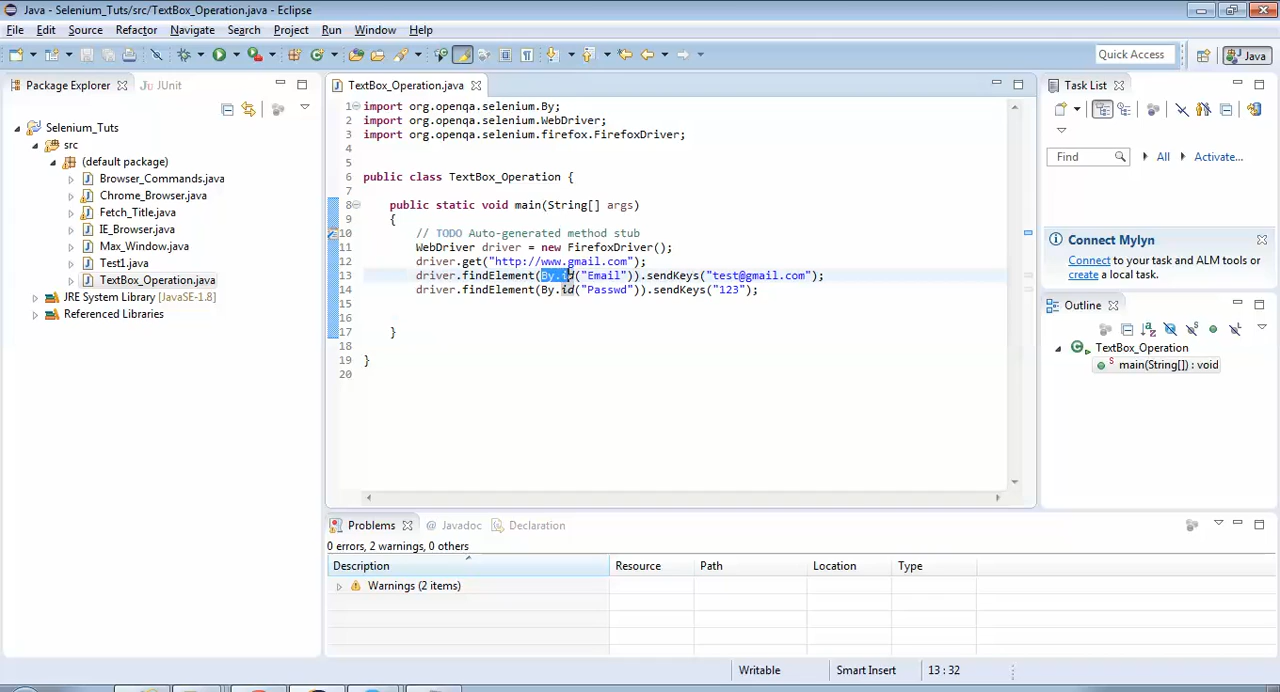 Java - Selenium_Tuts/src/TextBox_Operation.java - Eclipse
File Edit Source Refactor Navigate Search Project Run Window Help
Quick Access
Java
Package Explorer
JUnit
Selenium_Tuts
src
(default package)
Browser_Commands.java
Chrome_Browser.java
Fetch_Title.java
IE_Browser.java
Max_Window.java
Test1.java
TextBox_Operation.java
JRE System Library [JavaSE-1.8]
Referenced Libraries
TextBox_Operation.java
1 import org.openqa.selenium.By;
2 import org.openqa.selenium.WebDriver;
3 import org.openqa.selenium.firefox.FirefoxDriver;
4
5
6 public class TextBox_Operation {
7
8 public static void main(String[] args)
9 {
10 // TODO Auto-generated method stub
11 WebDriver driver = new FirefoxDriver();
12 driver.get("http://www.gmail.com");
13 driver.findElement(By.id("Email")).sendKeys("test@gmail.com");
14 driver.findElement(By.id("Passwd")).sendKeys("123");
15
16
17 }
18
19 }
20
Task List
Find
All
Activate...
Connect Mylyn
Connect to your task and ALM tools or
create a local task.
Outline
TextBox_Operation
main(String[]) : void
Problems
@ Javadoc
Declaration
0 errors, 2 warnings, 0 others
Description Resource Path Location Type
Warnings (2 items)
Writable Smart Insert 13 : 32